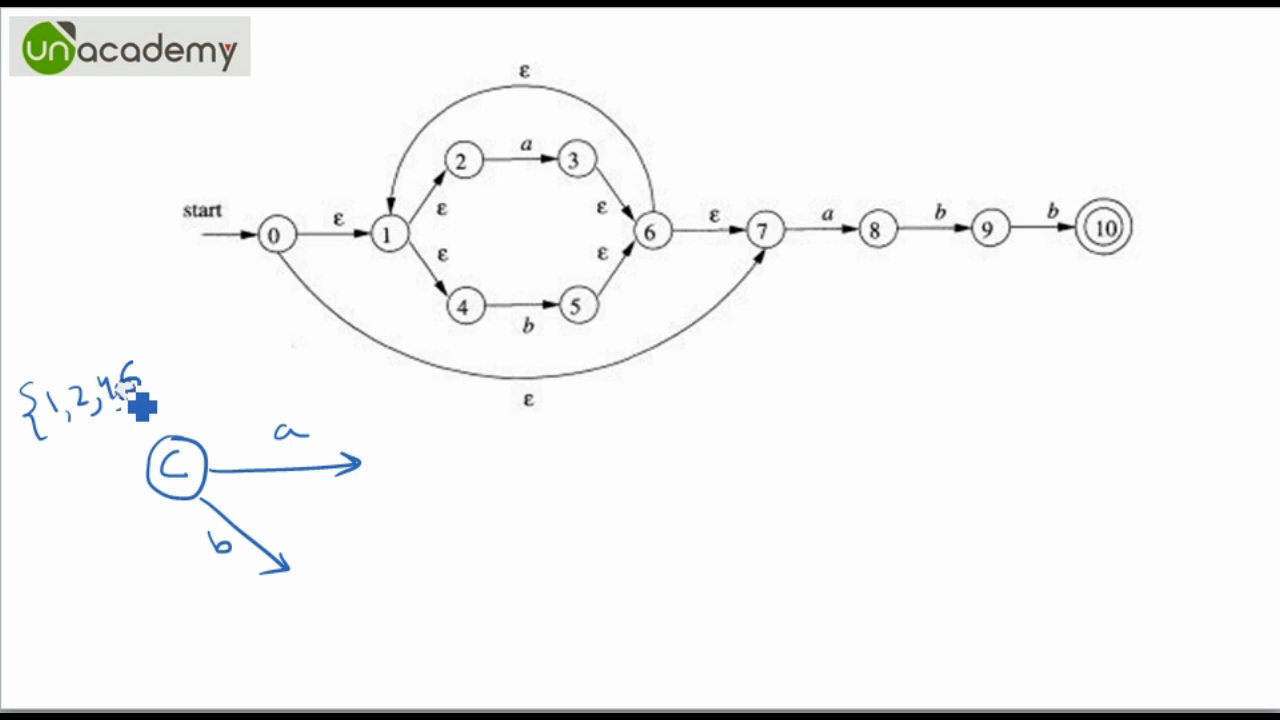 unacademy
ε
a
2 3
start ε ε ε ε a b b
0 1 6 7 8 9 10
ε ε
4 5
b
ε
{1,2,4,
a
C
b